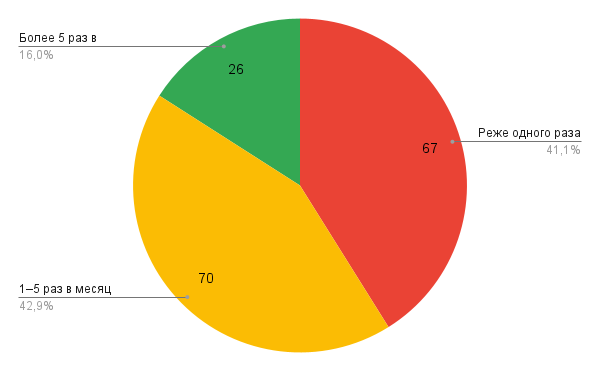 Более 5 раз в
16,0%
26
67
Реже одного раза
41,1%
70
1–5 раз в месяц
42,9%